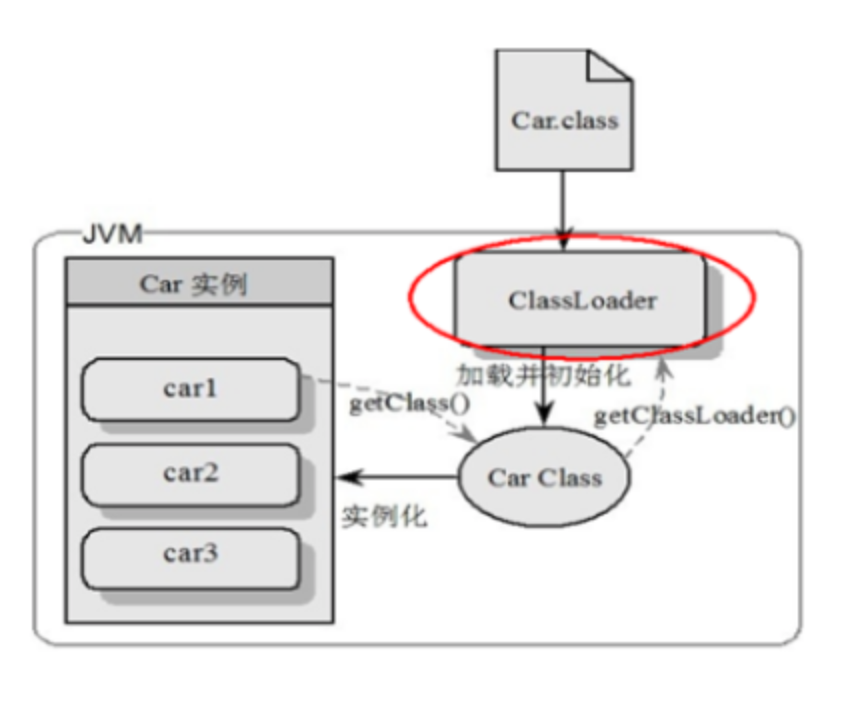 Car.class
JVM
Car 实例
ClassLoader
加载并初始化
car1
getClass()
getClassLoader()
car2
Car Class
实例化
car3